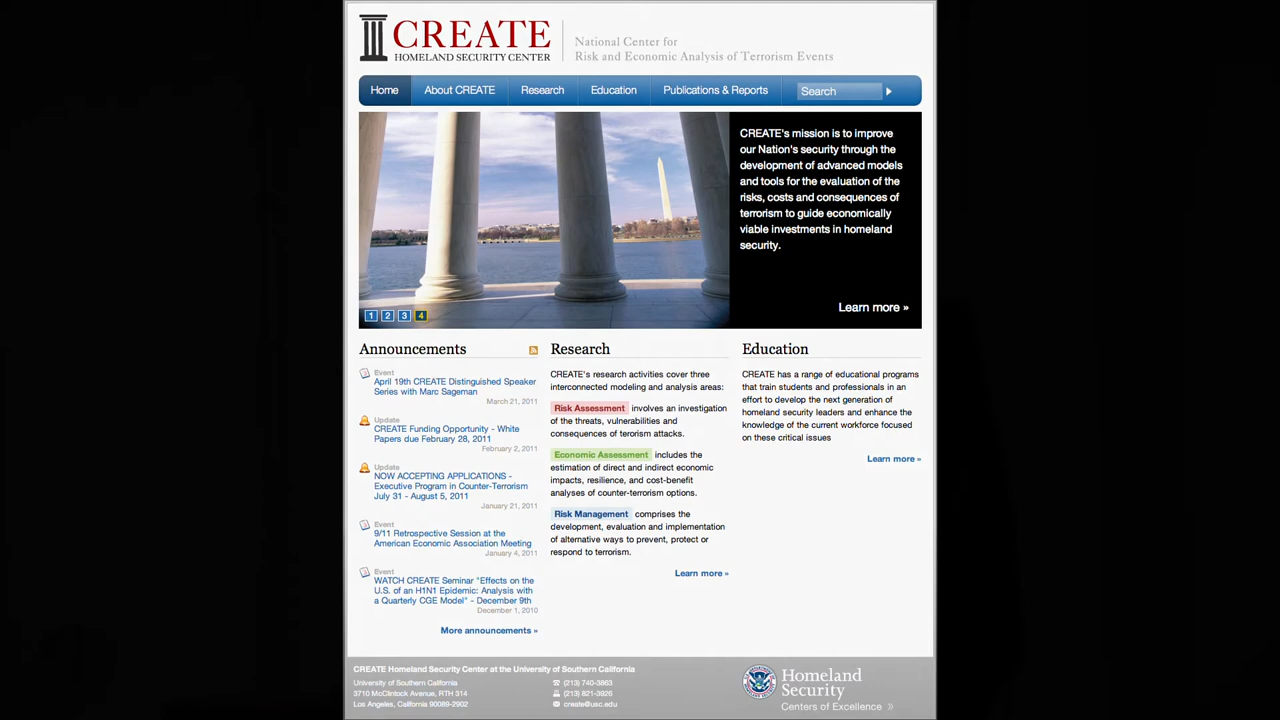 CREATE
HOMELAND SECURITY CENTER
National Center for
Risk and Economic Analysis of Terrorism Events
Home
About CREATE
Research
Education
Publications & Reports
Search
CREATE's mission is to improve
our Nation's security through the
development of advanced models
and tools for the evaluation of the
risks, costs and consequences of
terrorism to guide economically
viable investments in homeland
security.
Learn more »
1 2 3 4
Announcements
Event
April 19th CREATE Distinguished Speaker
Series with Marc Sageman
March 21, 2011
Update
CREATE Funding Opportunity - White
Papers due February 28, 2011
February 2, 2011
Update
NOW ACCEPTING APPLICATIONS -
Executive Program in Counter-Terrorism
July 31 - August 5, 2011
January 21, 2011
Event
9/11 Retrospective Session at the
American Economic Association Meeting
January 4, 2011
Event
WATCH CREATE Seminar "Effects on the
U.S. of an H1N1 Epidemic: Analysis with
a Quarterly CGE Model" - December 9th
December 1, 2010
More announcements »
Research
CREATE's research activities cover three
interconnected modeling and analysis areas:
Risk Assessment involves an investigation
of the threats, vulnerabilities and
consequences of terorism attacks.
Economic Assessment includes the
estimation of direct and indirect economic
impacts, resilience, and cost-benefit
analyses of counter-terrorism options.
Risk Management comprises the
development, evaluation and implementation
of alternative ways to prevent, protect or
respond to terrorism.
Learn more »
Education
CREATE has a range of educational programs
that train students and professionals in an
effort to develop the next generation of
homeland security leaders and enhance the
knowledge of the current workforce focused
on these critical issues
Learn more »
CREATE Homeland Security Center at the University of Southern California
University of Southern California
3710 McClintock Avenue, RTH 314
Los Angeles, California 90089-2902
(213) 740-3863
(213) 821-3926
create@usc.edu
Homeland
Security
Centers of Excellence »